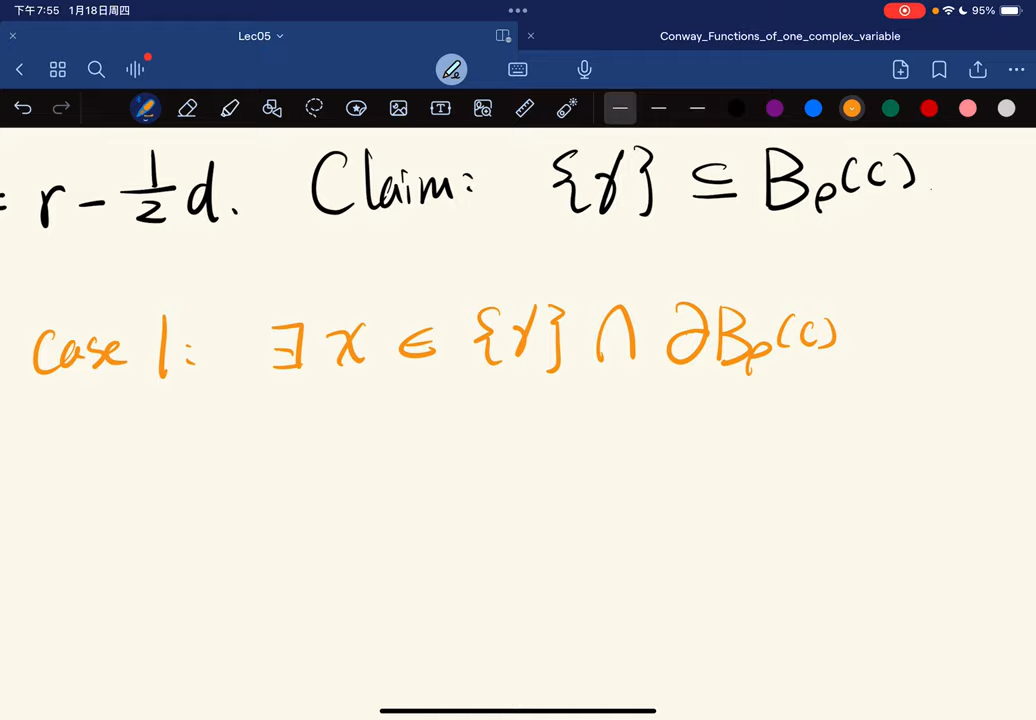 下午7:55 1月18日周四 95%
Lec05 Conway_Functions_of_one_complex_variable
= r - 1/2 d. Claim: {γ} ⊆ Bρ(c).
Case 1: ∃ x ∈ {γ} ∩ ∂Bρ(c)